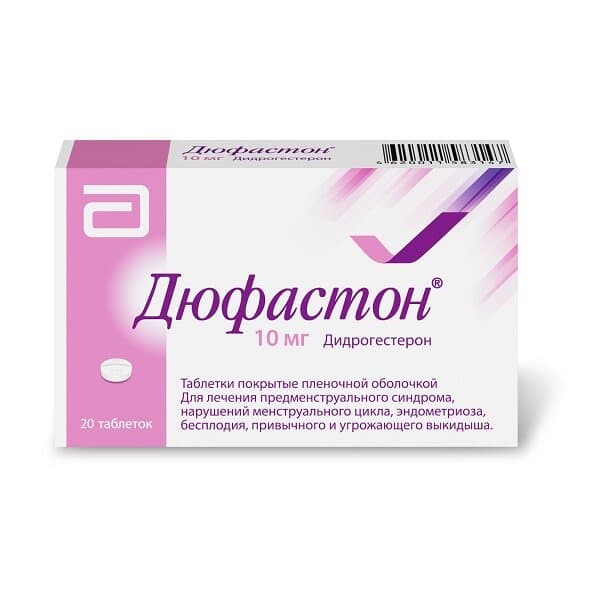 Дюфастон®
10 мг Дидрогестерон
Дюфастон®
10 мг Дидрогестерон
Таблетки покрытые пленочной оболочкой
Для лечения предменструального синдрома,
нарушений менструального цикла, эндометриоза,
бесплодия, привычного и угрожающего выкидыша.
20 таблеток